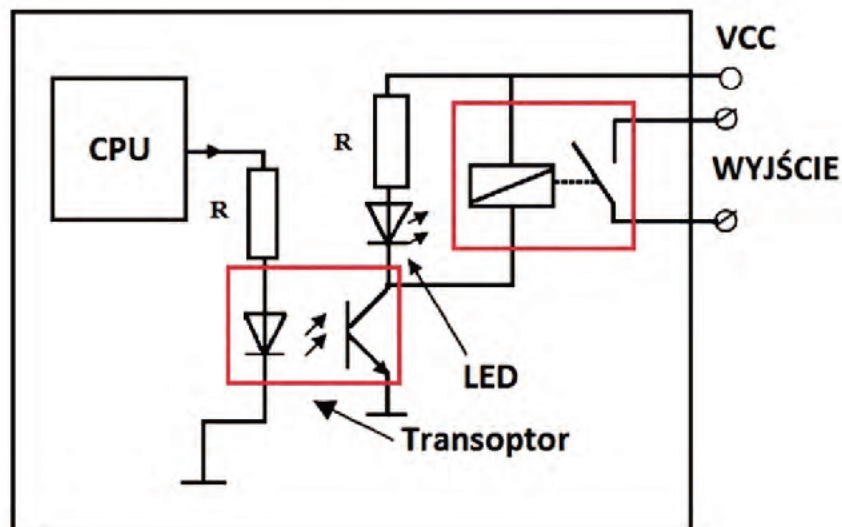 VCC
CPU
R
WYJŚCIE
R
LED
Transoptor